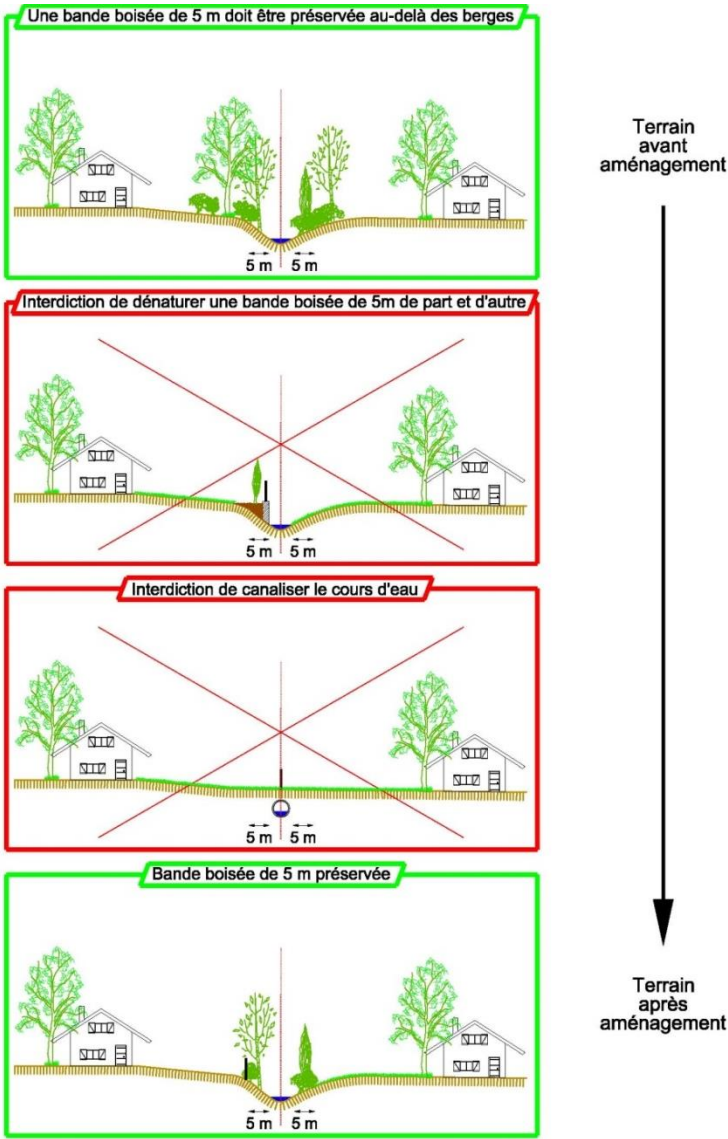 Une bande boisée de 5 m doit être préservée au-delà des berges
5 m 5 m
Terrain
avant
aménagement
Interdiction de dénaturer une bande boisée de 5m de part et d'autre
5 m 5 m
Interdiction de canaliser le cours d'eau
5 m 5 m
Bande boisée de 5 m préservée
5 m 5 m
Terrain
après
aménagement